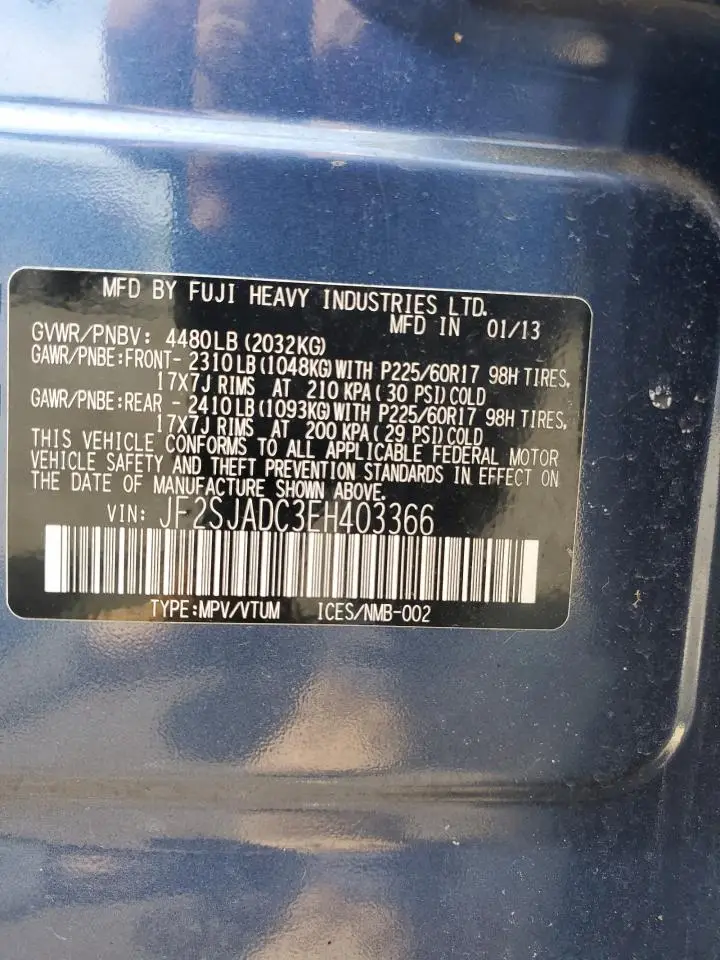 MFD BY FUJI HEAVY INDUSTRIES LTD.
MFD IN 01/13
GVWR/PNBV: 4480LB (2032KG)
GAWR/PNBE:FRONT- 2310 LB (1048KG) WITH P225/60R17 98H TIRES,
17X7J RIMS AT 210 KPA ( 30 PSI) COLD
GAWR/PNBE:REAR - 2410 LB (1093KG) WITH P225/60R17 98H TIRES,
17X7J RIMS AT 200 KPA ( 29 PSI) COLD
THIS VEHICLE CONFORMS TO ALL APPLICABLE FEDERAL MOTOR
VEHICLE SAFETY AND THEFT PREVENTION STANDARDS IN EFFECT ON
THE DATE OF MANUFACTURE SHOWN ABOVE.
VIN: JF2SJADC3EH403366
TYPE:MPV/VTUM ICES/NMB-002